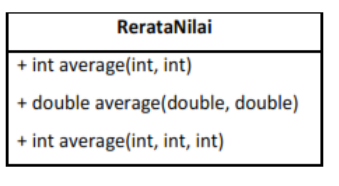 RerataNilai
+ int average(int, int)
+ double average(double, double)
+ int average(int, int, int)